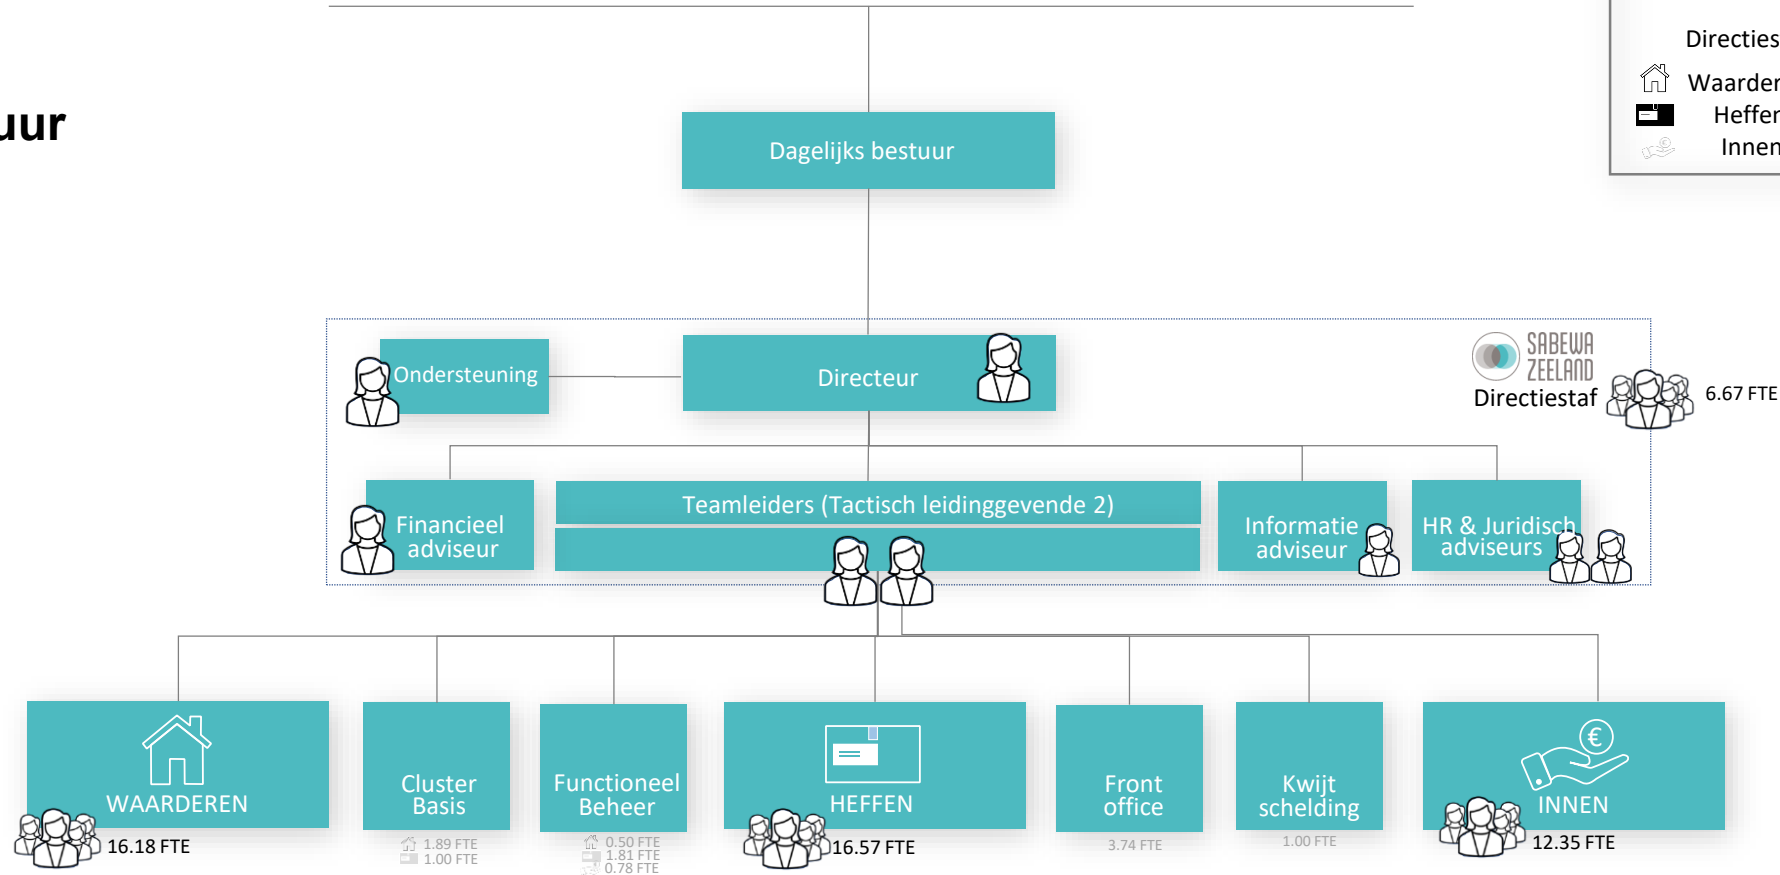 uur
Directies
Waarder
Heffen
Innen
Dagelijks bestuur
Ondersteuning
Directeur
SABEWA
ZEELAND
Directiestaf
6.67 FTE
Financieel
adviseur
Teamleiders (Tactisch leidinggevende 2)
Informatie
adviseur
HR & Juridisch
adviseurs
WAARDEREN
16.18 FTE
Cluster
Basis
1.89 FTE
1.00 FTE
Functioneel
Beheer
0.50 FTE
1.81 FTE
0.78 FTE
HEFFEN
16.57 FTE
Front
office
3.74 FTE
Kwijt
schelding
1.00 FTE
€
INNEN
12.35 FTE